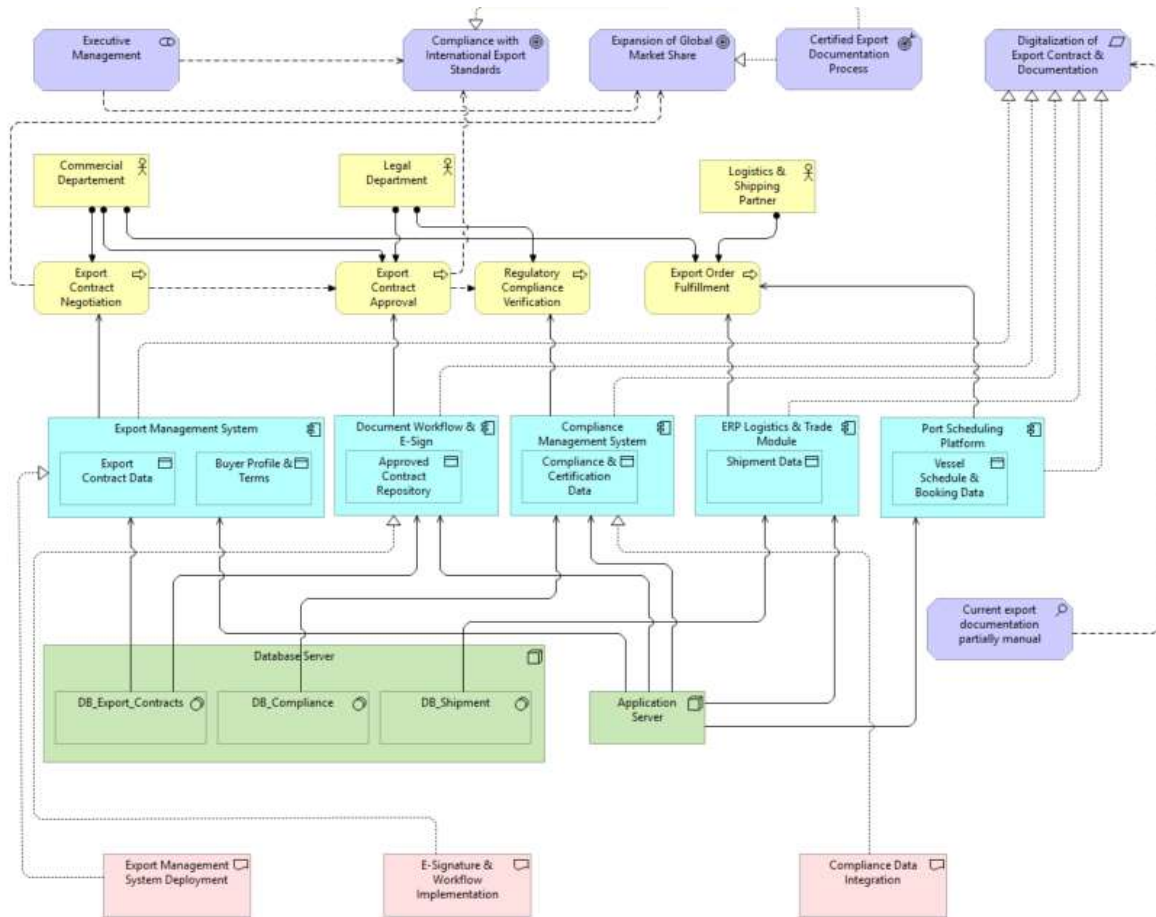 Executive
Management
Compliance with
International Export
Standards
Expansion of Global
Market Share
Certified Export
Documentation
Process
Digitalization of
Export Contract &
Documentation
Commercial
Departement
Legal
Department
Logistics &
Shipping
Partner
Export
Contract
Negotiation
Export
Contract
Approval
Regulatory
Compliance
Verification
Export Order
Fulfillment
Export Management System
Export
Contract Data
Buyer Profile &
Terms
Document Workflow &
E-Sign
Approved
Contract
Repository
Compliance
Management System
Compliance &
Certification
Data
ERP Logistics & Trade
Module
Shipment Data
Port Scheduling
Platform
Vessel
Schedule &
Booking Data
Current export
documentation
partially manual
Database Server
DB_Export_Contracts
DB_Compliance
DB_Shipment
Application
Server
Export Management
System Deployment
E-Signature &
Workflow
Implementation
Compliance Data
Integration